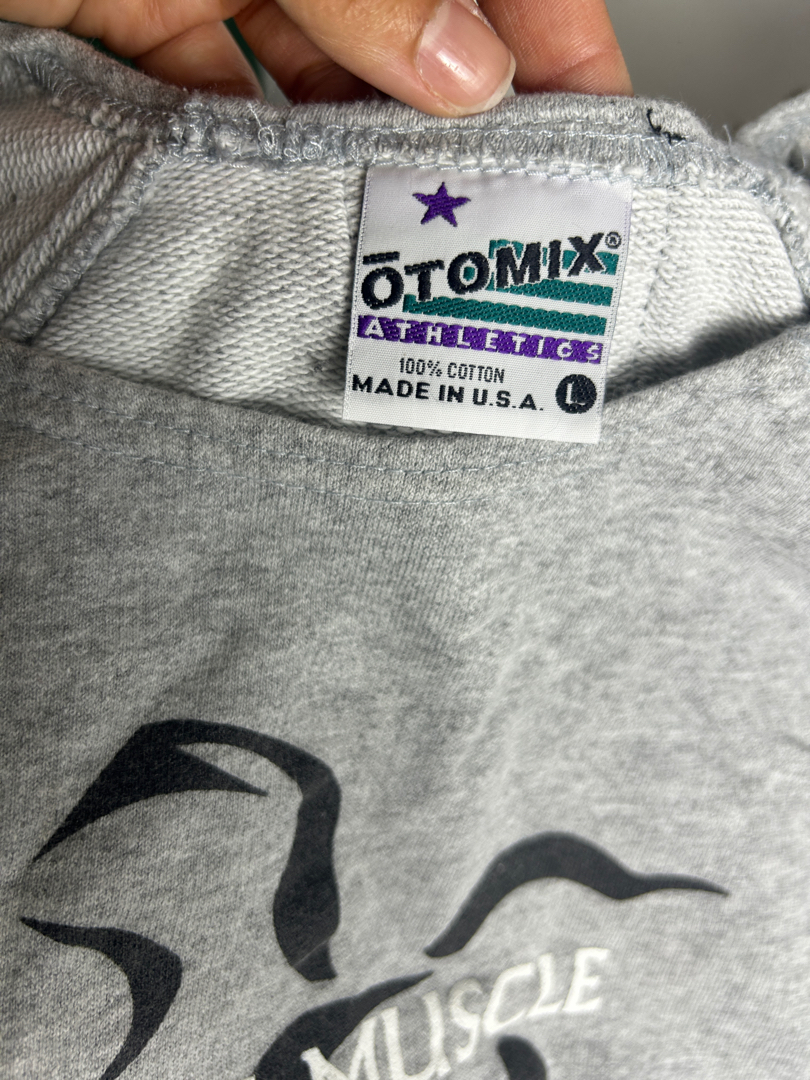 ŌTOMIX®
ATHLETICS
100% COTTON
MADE IN U.S.A. L
MUSCLE